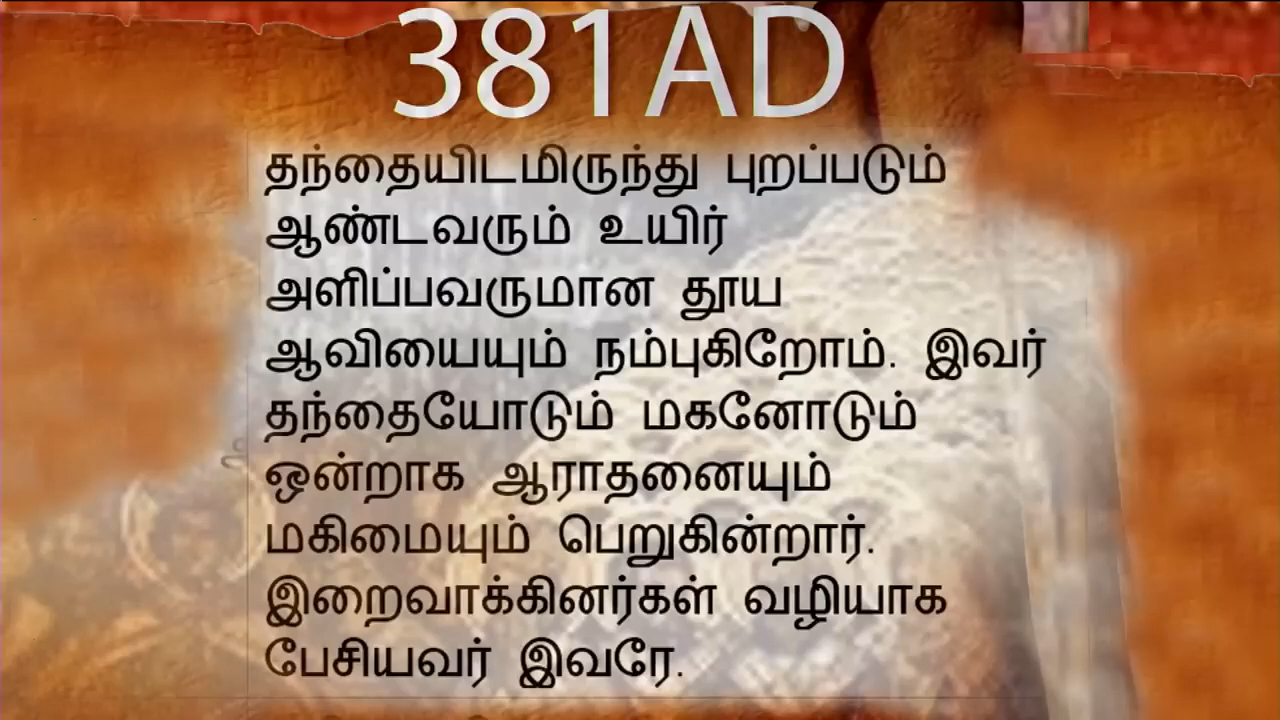 381AD
தந்தையிடமிருந்து புறப்படும்
ஆண்டவரும் உயிர்
அளிப்பவருமான தூய
ஆவியையும் நம்புகிறோம். இவர்
தந்தையோடும் மகனோடும்
ஒன்றாக ஆராதனையும்
மகிமையும் பெறுகின்றார்.
இறைவாக்கினர்கள் வழியாக
பேசியவர் இவரே.